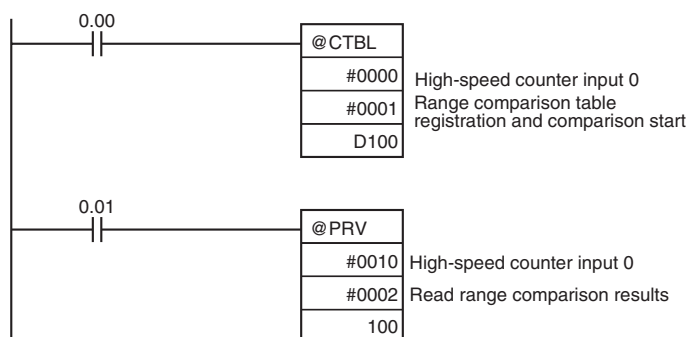 0.00
@CTBL
#0000 High-speed counter input 0
#0001 Range comparison table
registration and comparison start
D100
0.01
@PRV
#0010 High-speed counter input 0
#0002 Read range comparison results
100